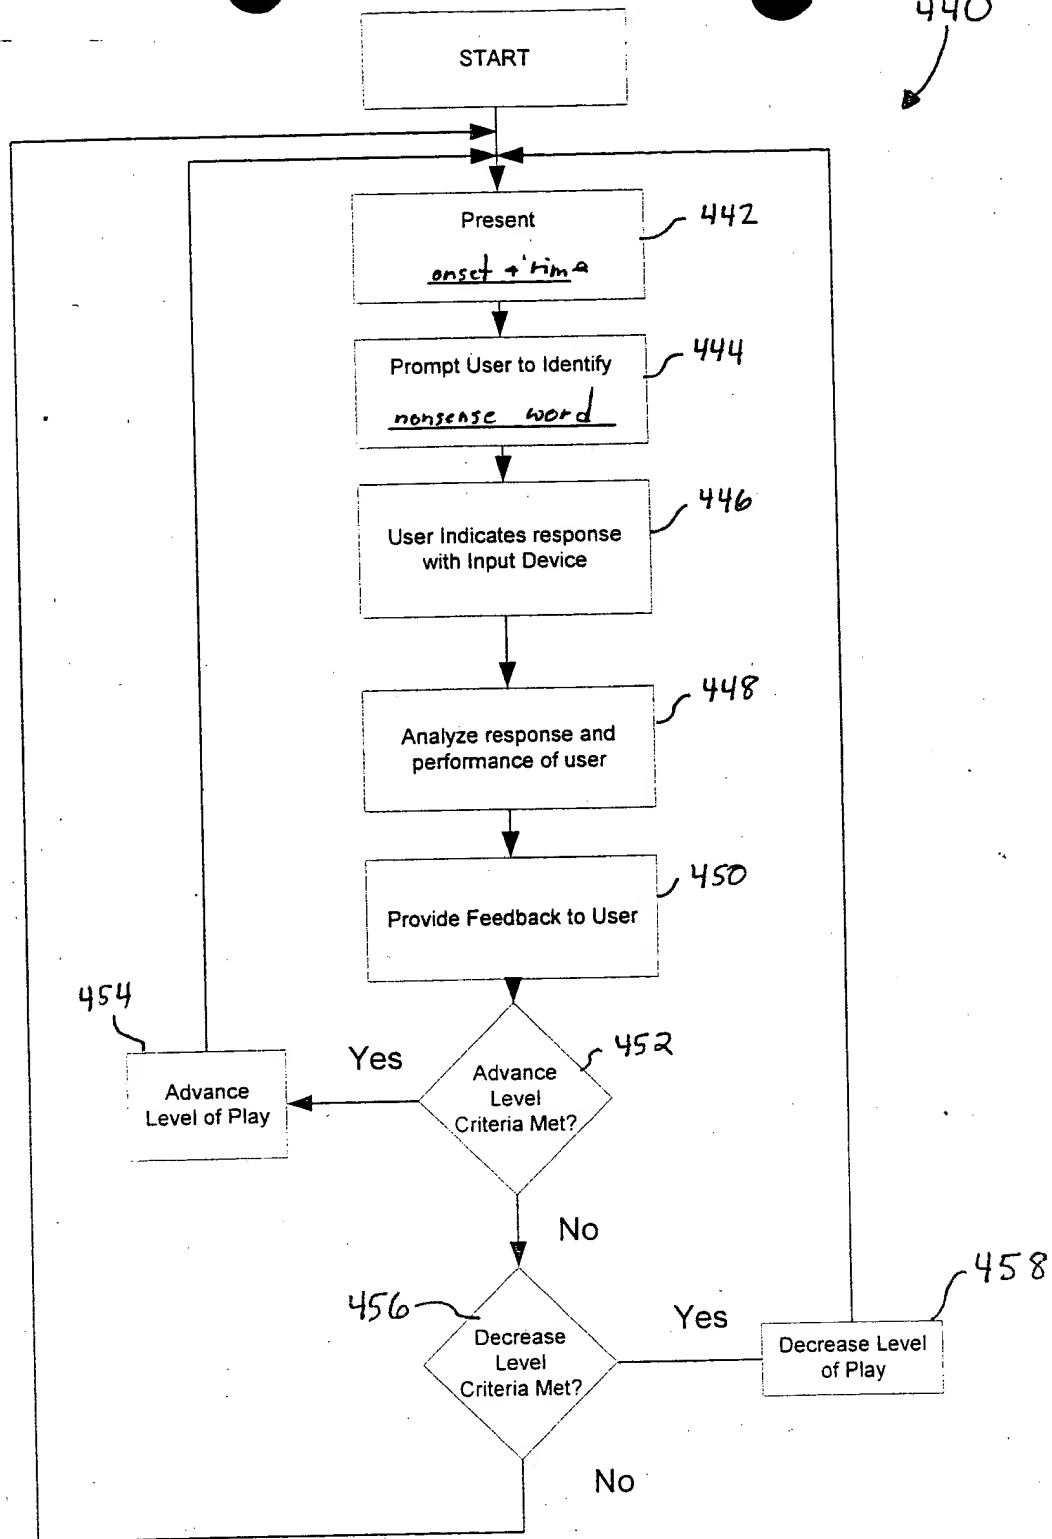 440
START
Present
442
onset + rime
Prompt User to Identify
444
nonsense word
446
User Indicates response
with Input Device
448
Analyze response and
performance of user
450
Provide Feedback to User
454
452
Yes
Advance
Level of Play
Advance
Level
Criteria Met?
No
456
458
Yes
Decrease
Level
Criteria Met?
Decrease Level
of Play
No